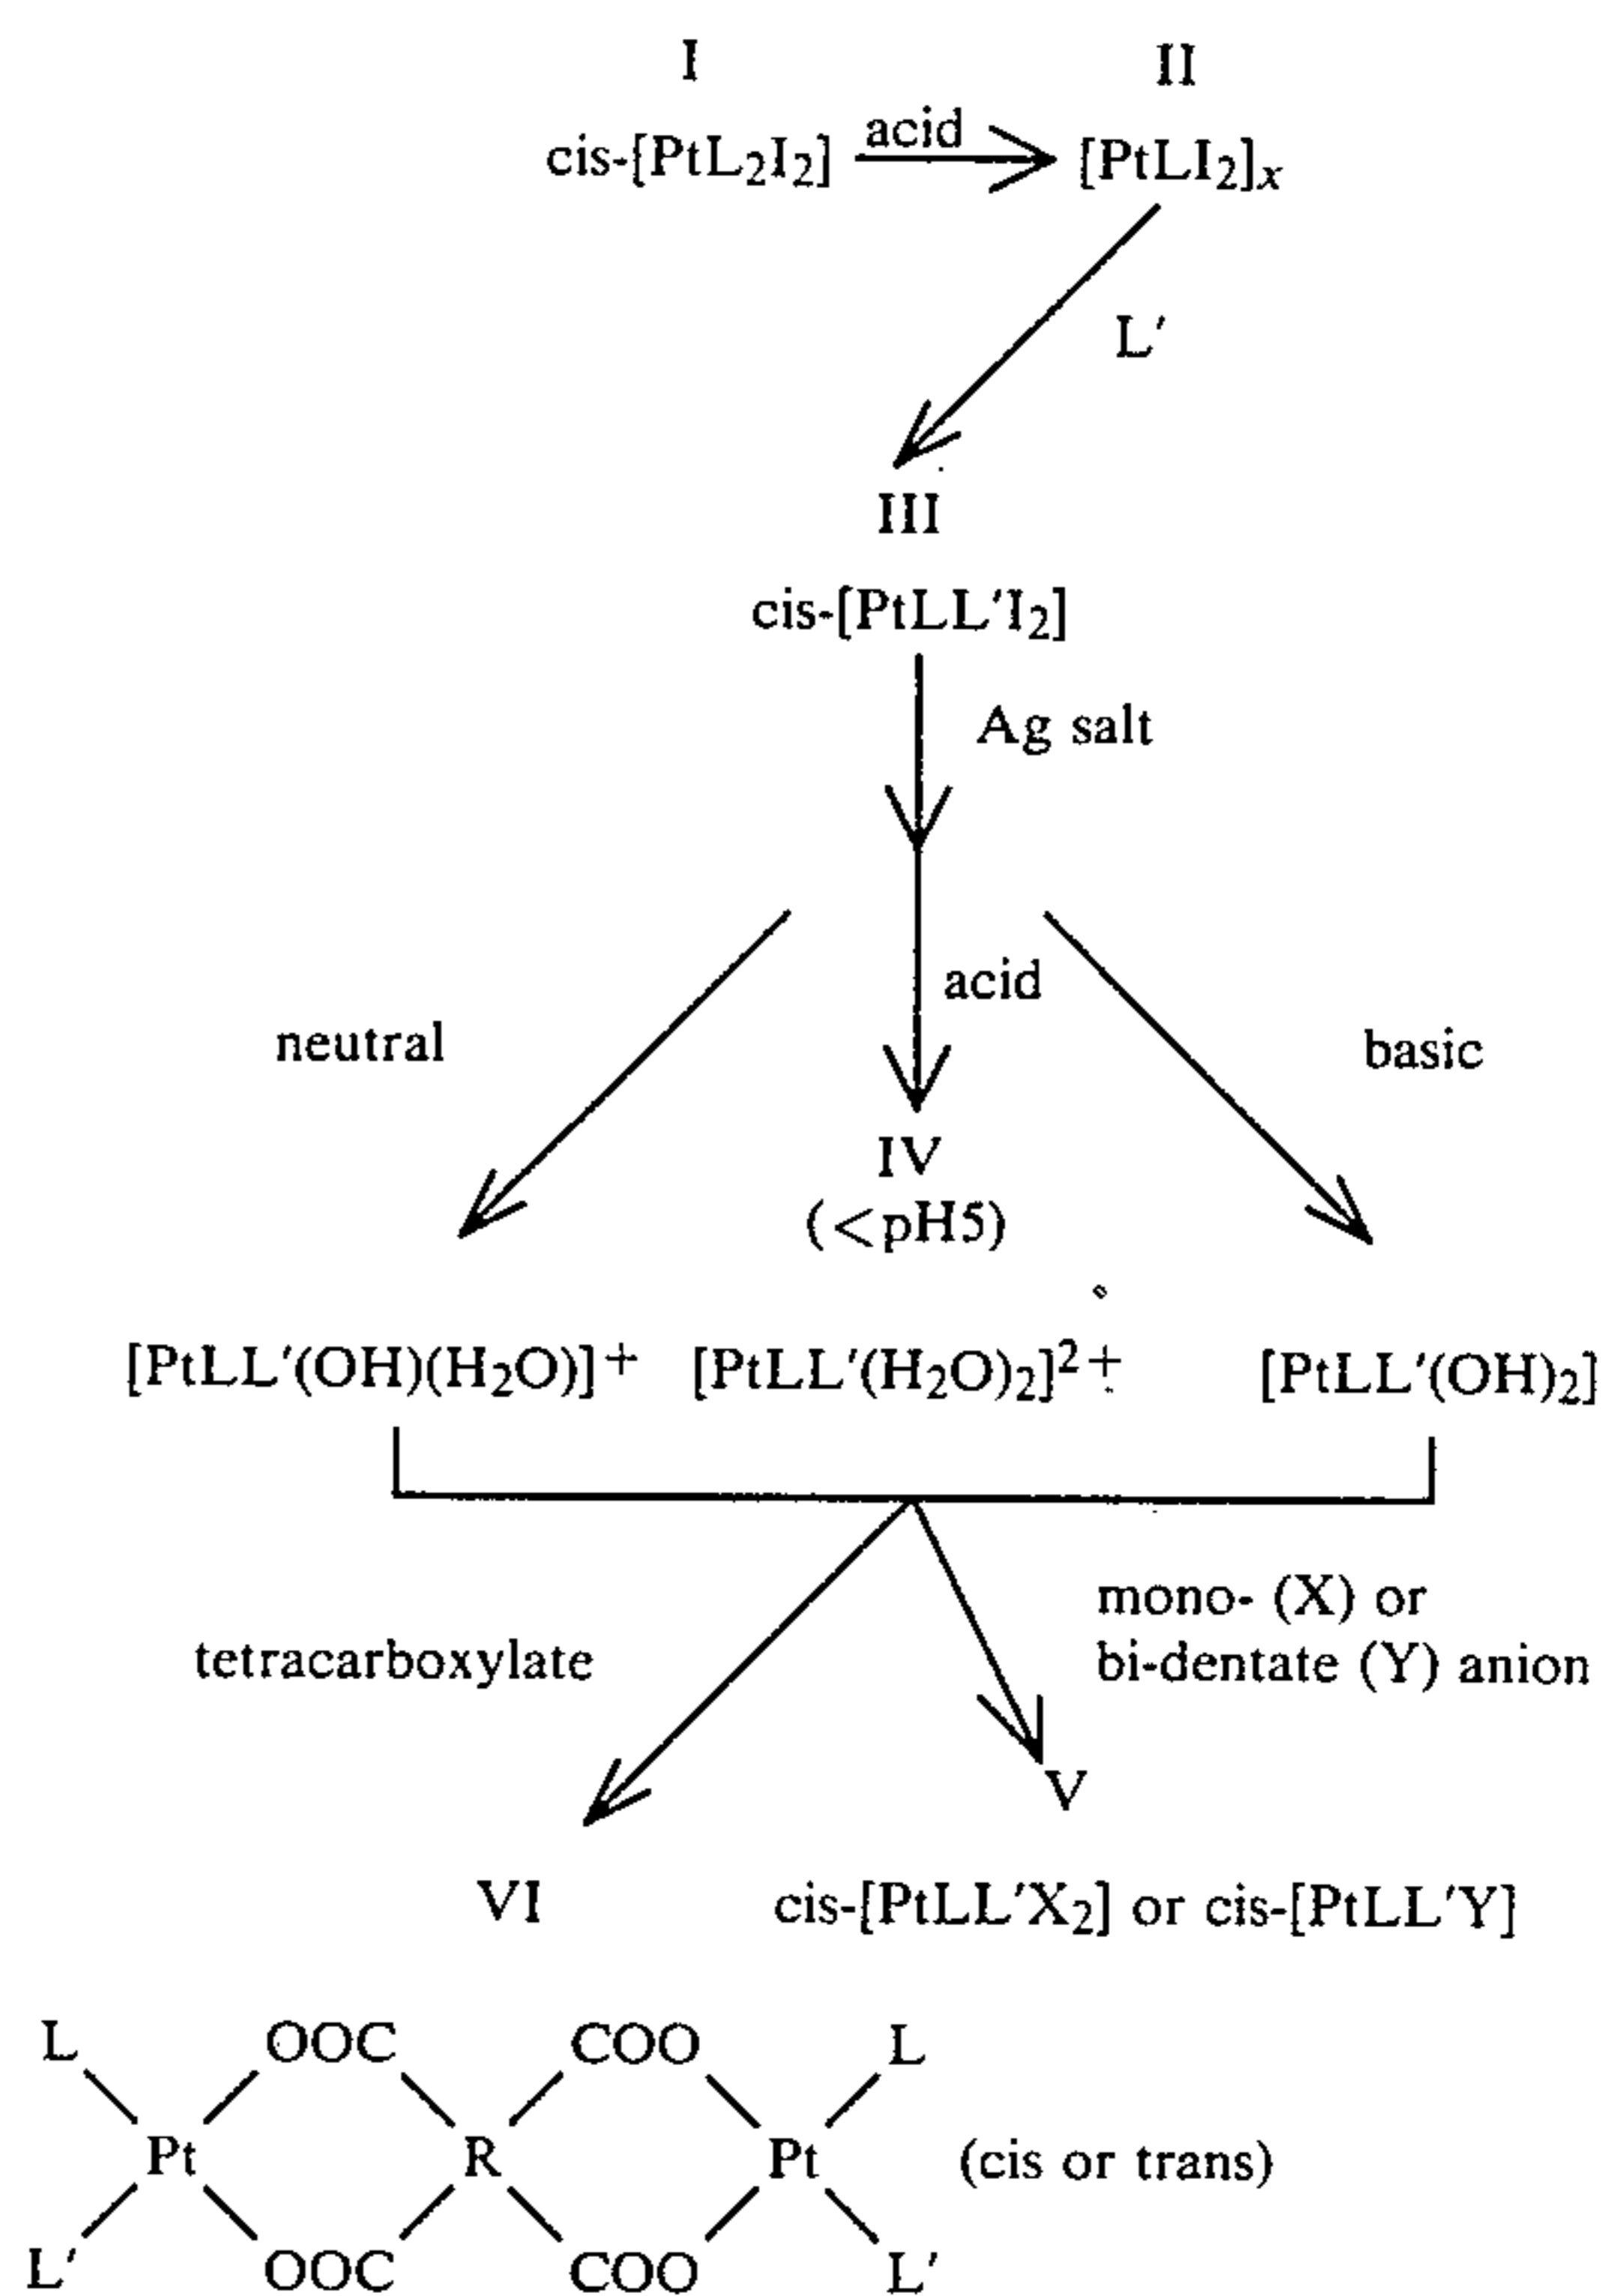 I II
cis-[PtL₂I₂] acid [PtLI₂]ₓ
L′
III
cis-[PtLL′I₂]
Ag salt
acid
neutral basic
IV
(<pH5)
[PtLL′(OH)(H₂O)]⁺ [PtLL′(H₂O)₂]²⁺ [PtLL′(OH)₂]
mono- (X) or
tetracarboxylate bi-dentate (Y) anion
V
VI cis-[PtLL′X₂] or cis-[PtLL′Y]
L OOC COO L
Pt R Pt (cis or trans)
L′ OOC COO L′